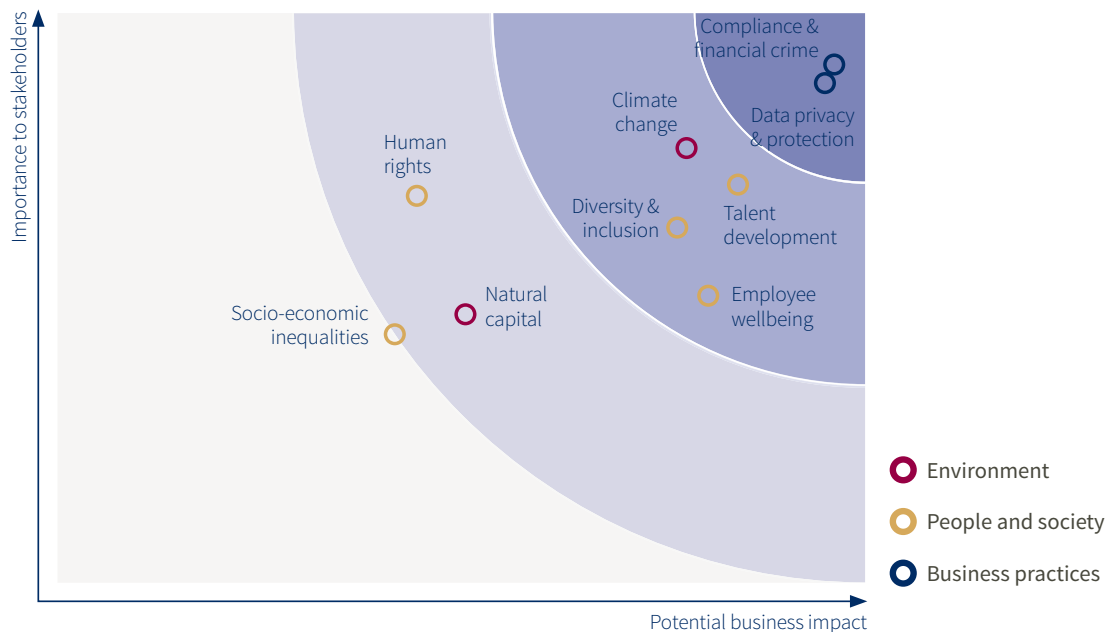 Importance to stakeholders
Compliance &
financial crime
Data privacy
& protection
Climate
change
Human
rights
Talent
development
Diversity &
inclusion
Employee
wellbeing
Natural
capital
Socio-economic
inequalities
Environment
People and society
Business practices
Potential business impact